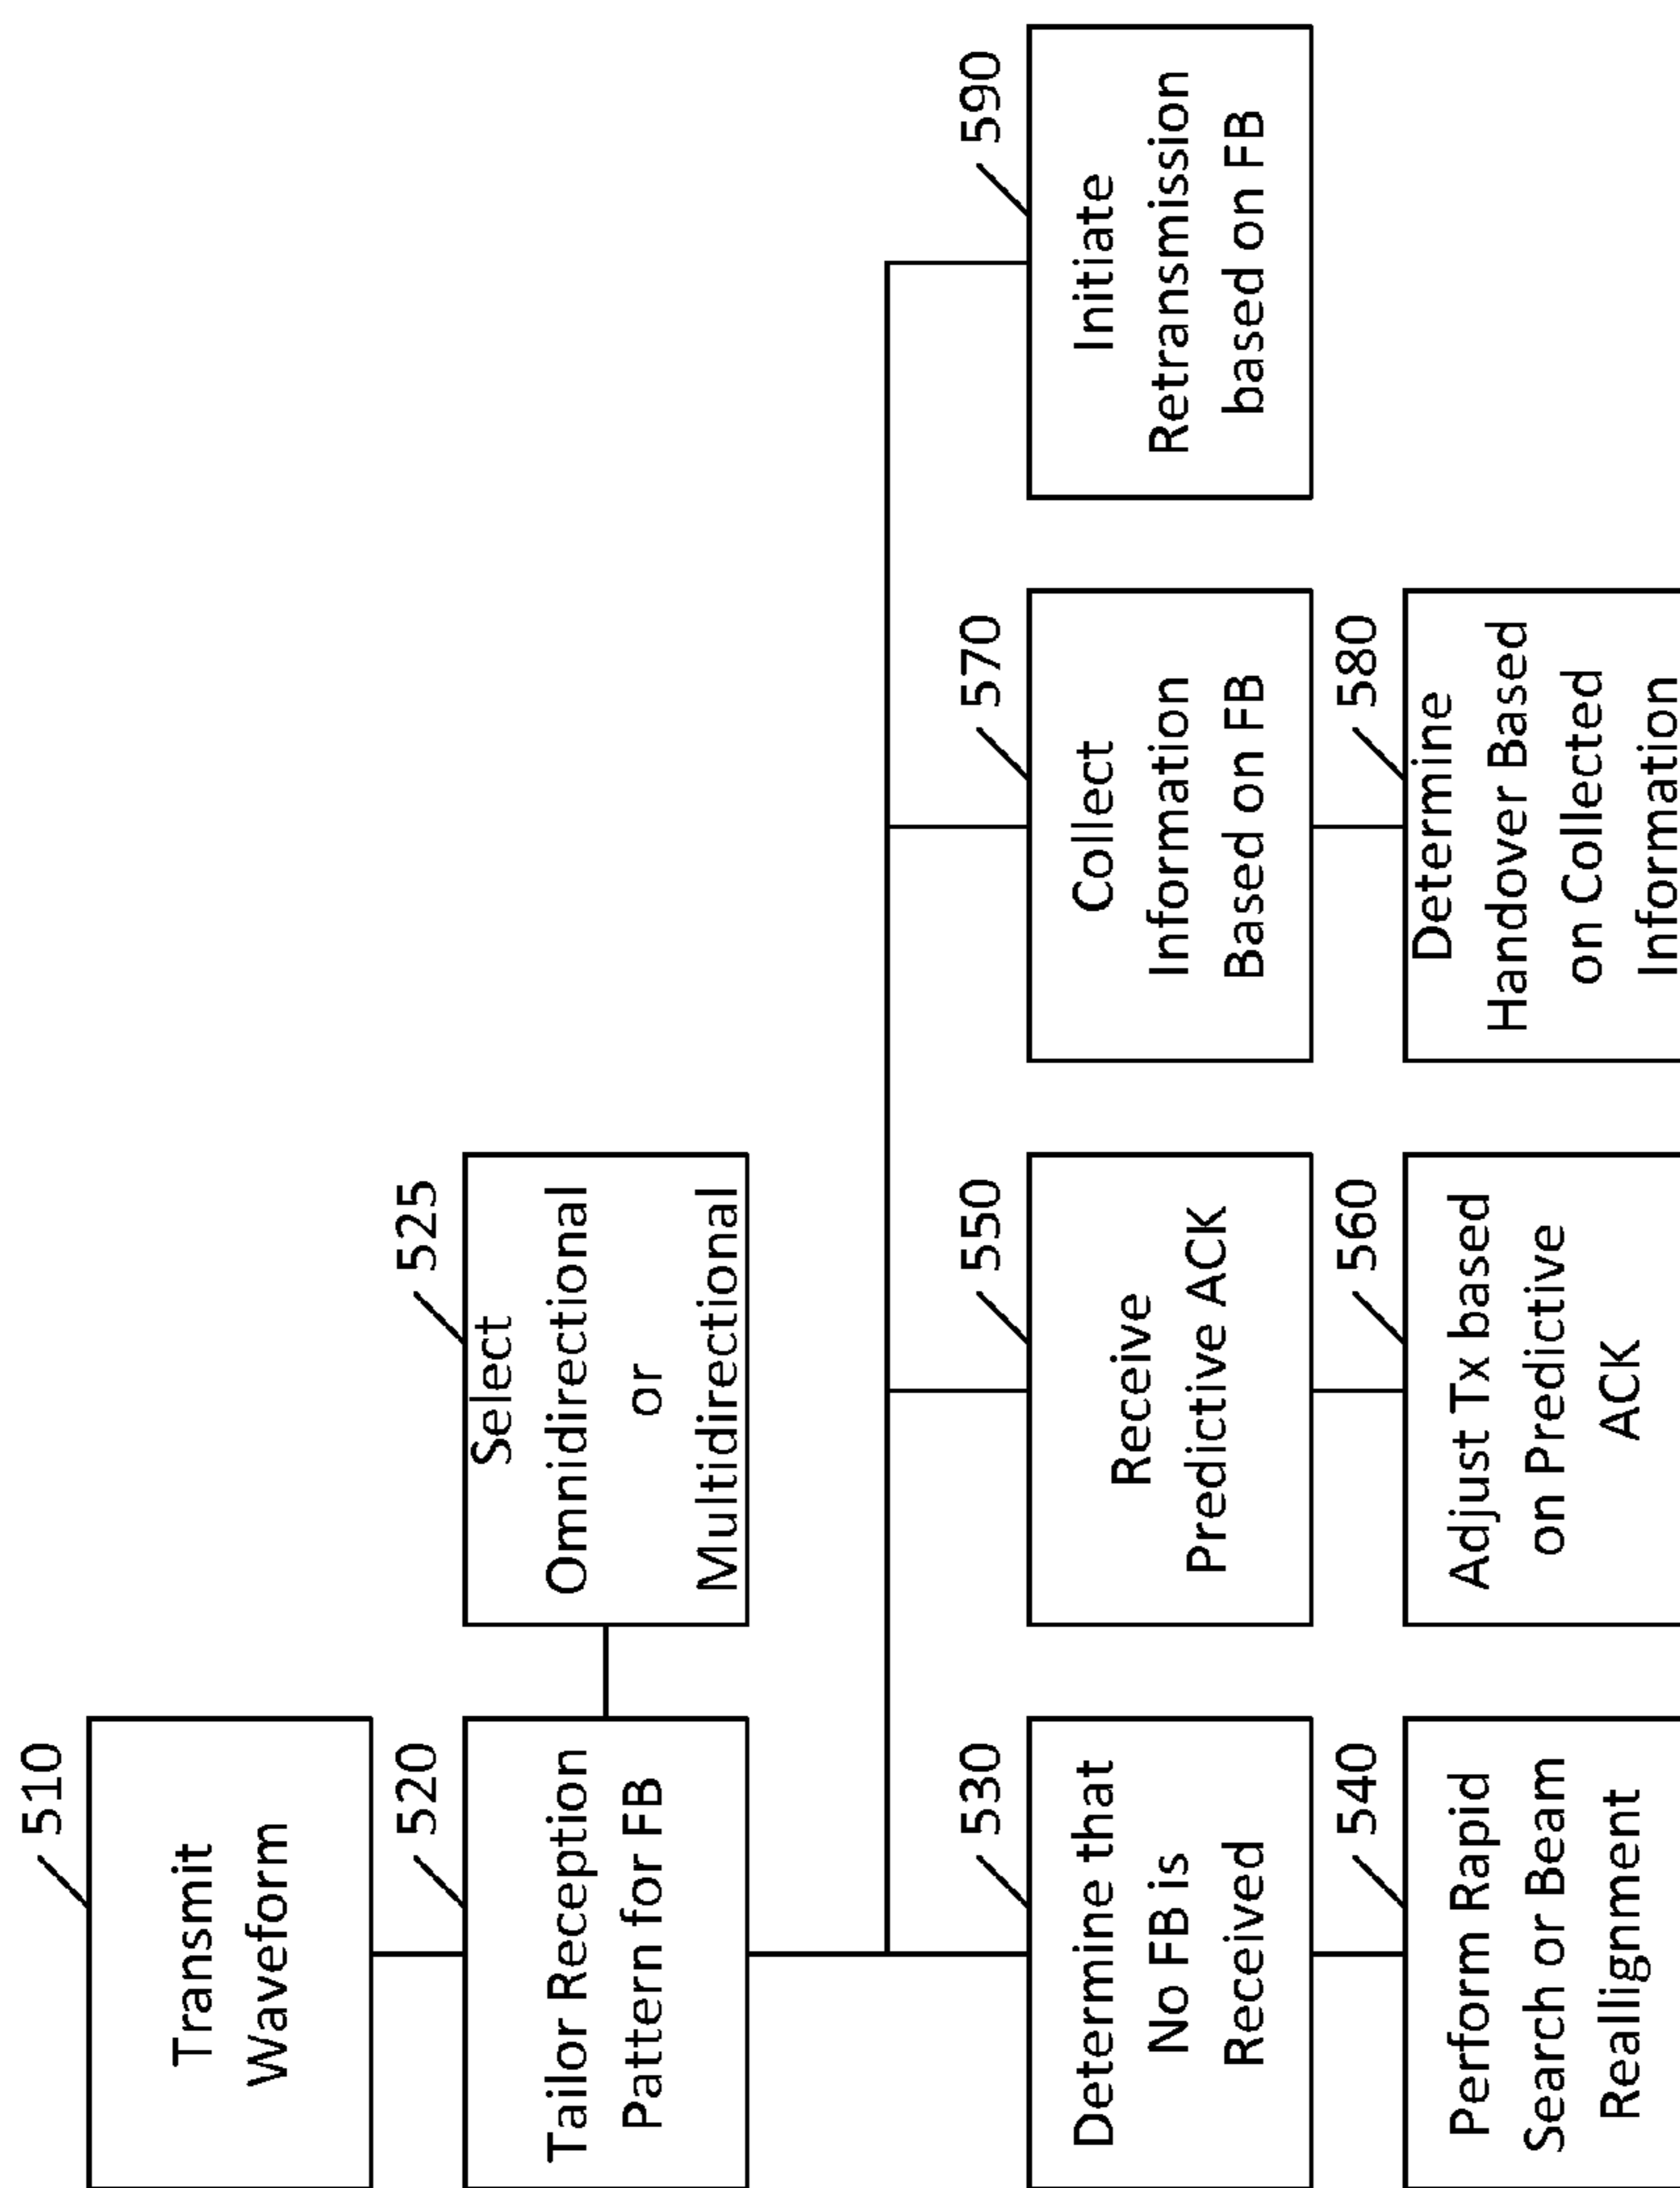 510
Transmit
Waveform
520
Tailor Reception
Pattern for FB
525
Select
Omnidirectional
or
Multidirectional
530
Determine that
No FB is
Received
540
Perform Rapid
Search or Beam
Reallignment
550
Receive
Predictive ACK
560
Adjust Tx based
on Predictive
ACK
570
Collect
Information
Based on FB
580
Determine
Handover Based
on Collected
Information
590
Initiate
Retransmission
based on FB